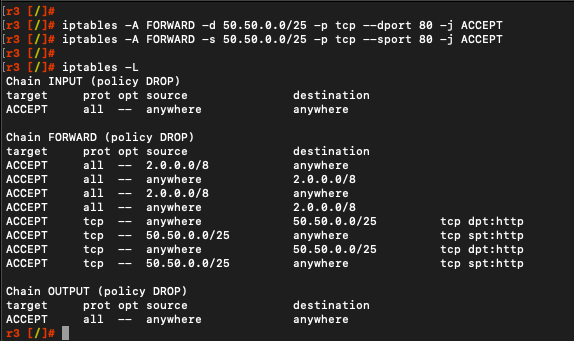 [r3 [/]#
[r3 [/]# iptables -A FORWARD -d 50.50.0.0/25 -p tcp --dport 80 -j ACCEPT
[r3 [/]# iptables -A FORWARD -s 50.50.0.0/25 -p tcp --sport 80 -j ACCEPT
[r3 [/]#
[r3 [/]# iptables -L
Chain INPUT (policy DROP)
target prot opt source destination
ACCEPT all -- anywhere anywhere
Chain FORWARD (policy DROP)
target prot opt source destination
ACCEPT all -- 2.0.0.0/8 anywhere
ACCEPT all -- anywhere 2.0.0.0/8
ACCEPT all -- 2.0.0.0/8 anywhere
ACCEPT all -- anywhere 2.0.0.0/8
ACCEPT tcp -- anywhere 50.50.0.0/25 tcp dpt:http
ACCEPT tcp -- 50.50.0.0/25 anywhere tcp spt:http
ACCEPT tcp -- anywhere 50.50.0.0/25 tcp dpt:http
ACCEPT tcp -- 50.50.0.0/25 anywhere tcp spt:http
Chain OUTPUT (policy DROP)
target prot opt source destination
ACCEPT all -- anywhere anywhere
r3 [/]#